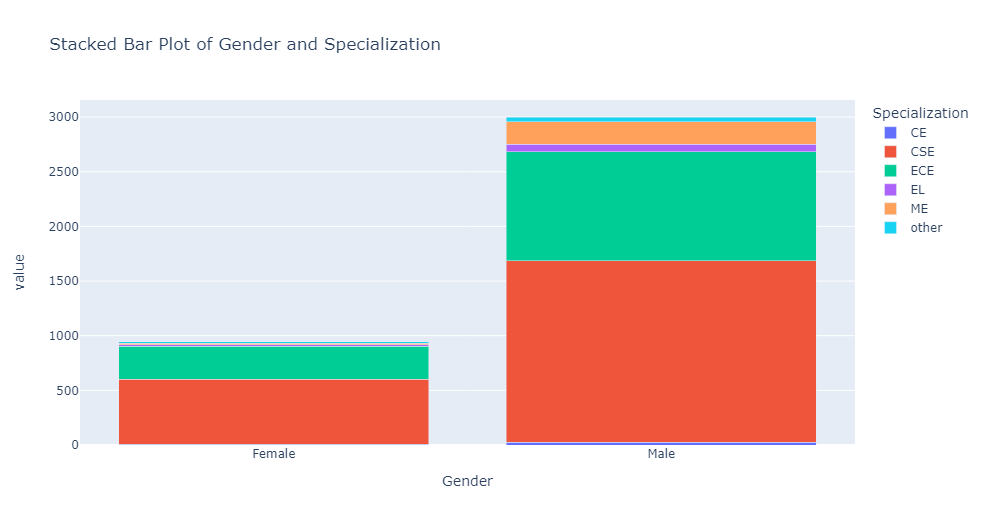 Stacked Bar Plot of Gender and Specialization
value
3000
2500
2000
1500
1000
500
0
Female
Male
Gender
Specialization
CE
CSE
ECE
EL
ME
other